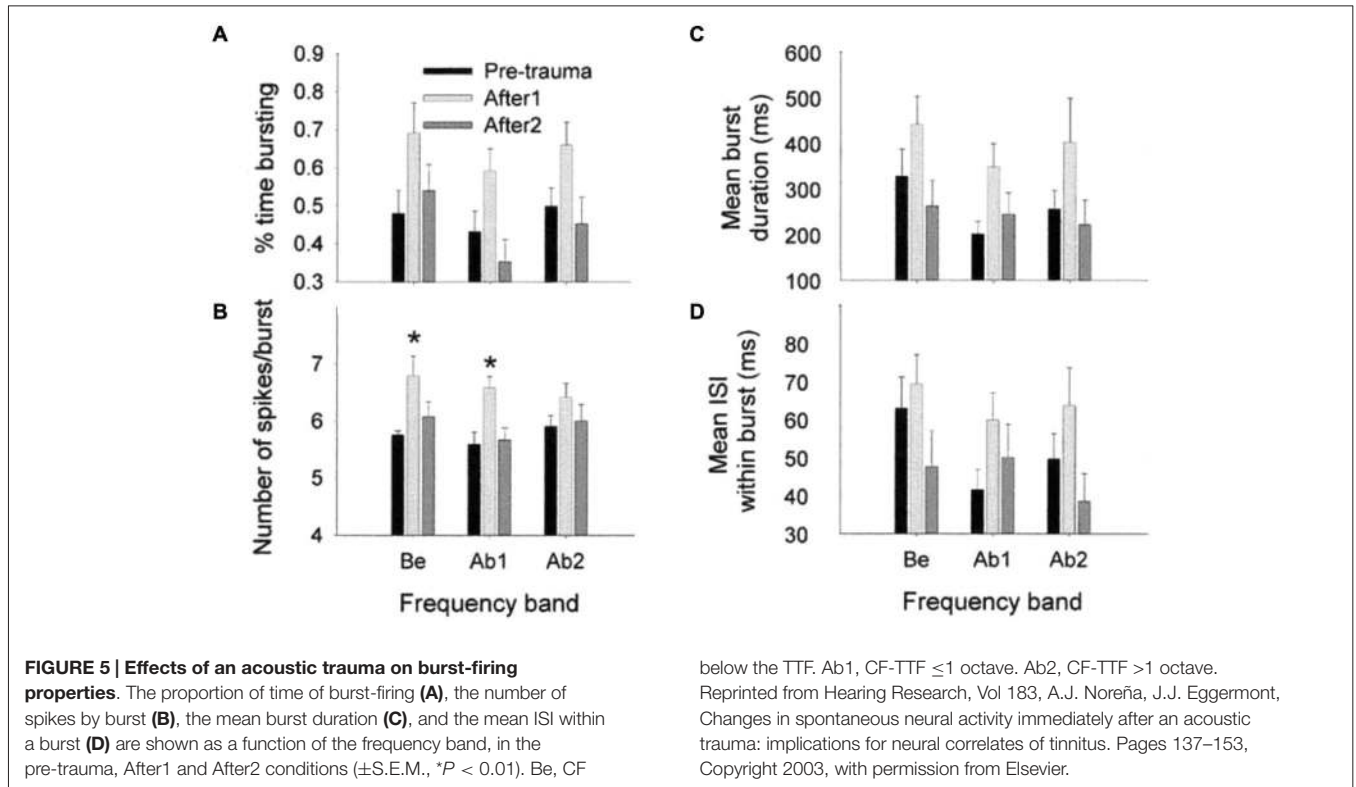 A
% time bursting
0.9
0.8
0.7
0.6
0.5
0.4
0.3
Pre-trauma
After1
After2
B
Number of spikes/burst
7
6
5
4
*
*
Be Ab1 Ab2
Frequency band
C
Mean burst
duration (ms)
600
500
400
300
200
100
D
Mean ISI
within burst (ms)
80
70
60
50
40
30
Be Ab1 Ab2
Frequency band
FIGURE 5 | Effects of an acoustic trauma on burst-firing
properties. The proportion of time of burst-firing (A), the number of
spikes by burst (B), the mean burst duration (C), and the mean ISI within
a burst (D) are shown as a function of the frequency band, in the
pre-trauma, After1 and After2 conditions (±S.E.M., *P < 0.01). Be, CF
below the TTF. Ab1, CF-TTF ≤1 octave. Ab2, CF-TTF >1 octave.
Reprinted from Hearing Research, Vol 183, A.J. Noreña, J.J. Eggermont,
Changes in spontaneous neural activity immediately after an acoustic
trauma: implications for neural correlates of tinnitus. Pages 137–153,
Copyright 2003, with permission from Elsevier.